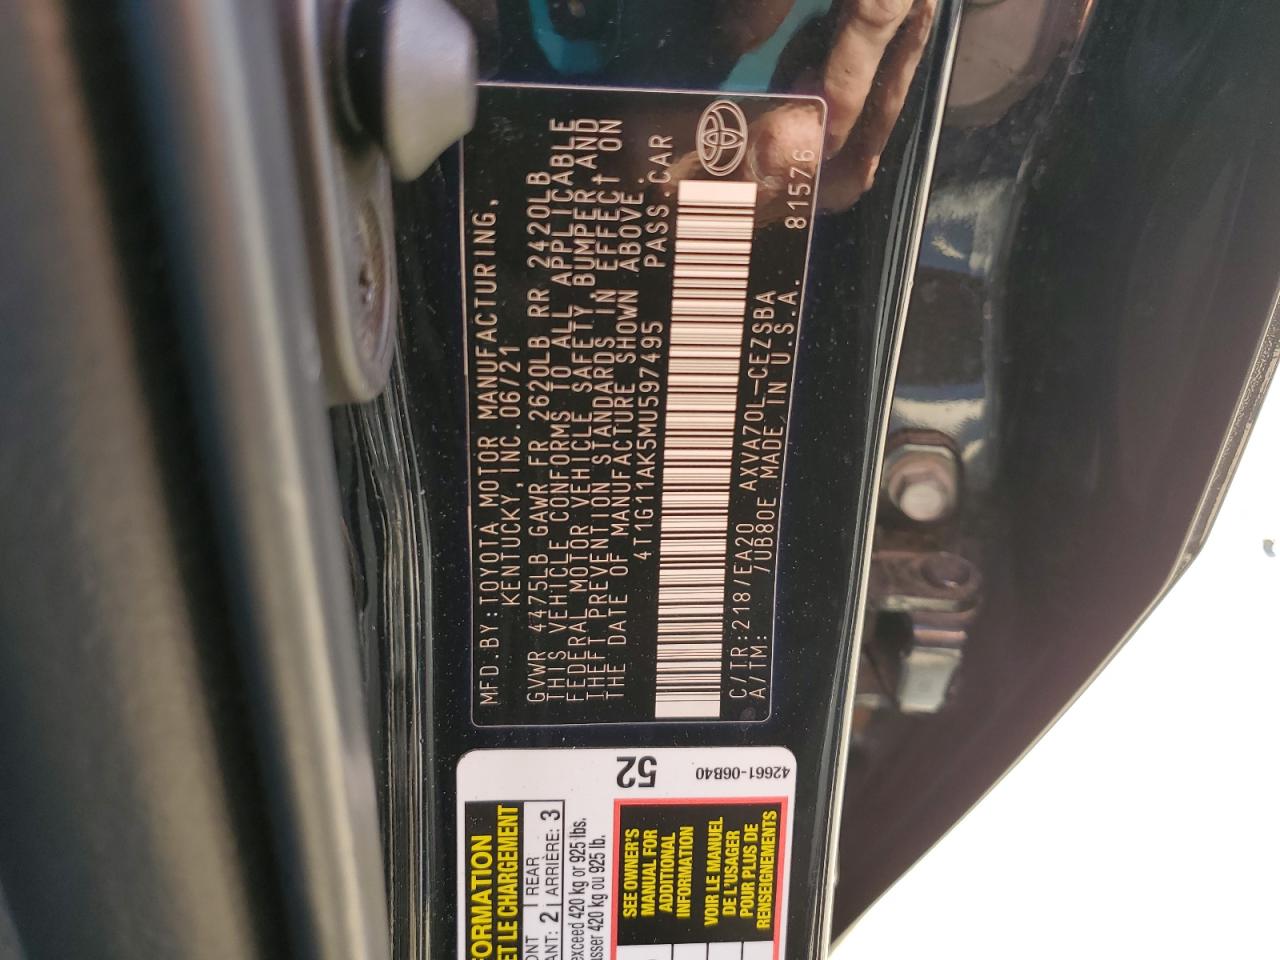 MFD.BY:TOYOTA MOTOR MANUFACTURING,
KENTUCKY,INC. 06/21
GVWR 4475LB GAWR FR 2620LB RR 2420LB
THIS VEHICLE CONFORMS TO ALL APPLICABLE
FEDERAL MOTOR VEHICLE SAFETY,BUMPER AND
THEFT PREVENTION STANDARDS IN EFFECT ON
THE DATE OF MANUFACTURE SHOWN ABOVE.
4T1G11AK5MU597495 PASS.CAR
C/TR:218/EA20 AXVA70L-CEZSBA
A/TM: /UB80E MADE IN U.S.A.
81576
52
42661-06B40
ET LE CHARGEMENT
REAR
2 ARRIÈRE: 3
exceed 420 kg or 925 lbs.
420 kg ou 925 lb.
SEE OWNER'S
MANUAL FOR
ADDITIONAL
INFORMATION
VOIR LE MANUEL
DE L'USAGER
POUR PLUS DE
RENSEIGNEMENTS